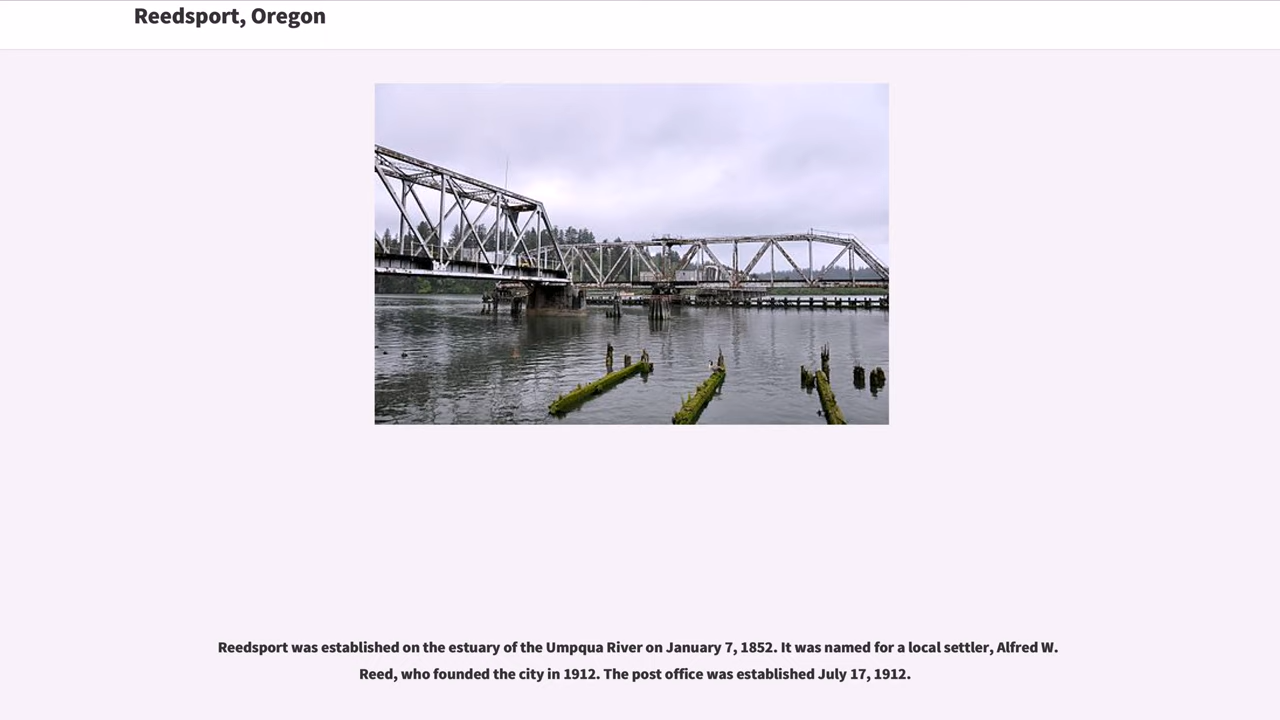 Reedsport, Oregon
Reedsport was established on the estuary of the Umpqua River on January 7, 1852. It was named for a local settler, Alfred W.
Reed, who founded the city in 1912. The post office was established July 17, 1912.